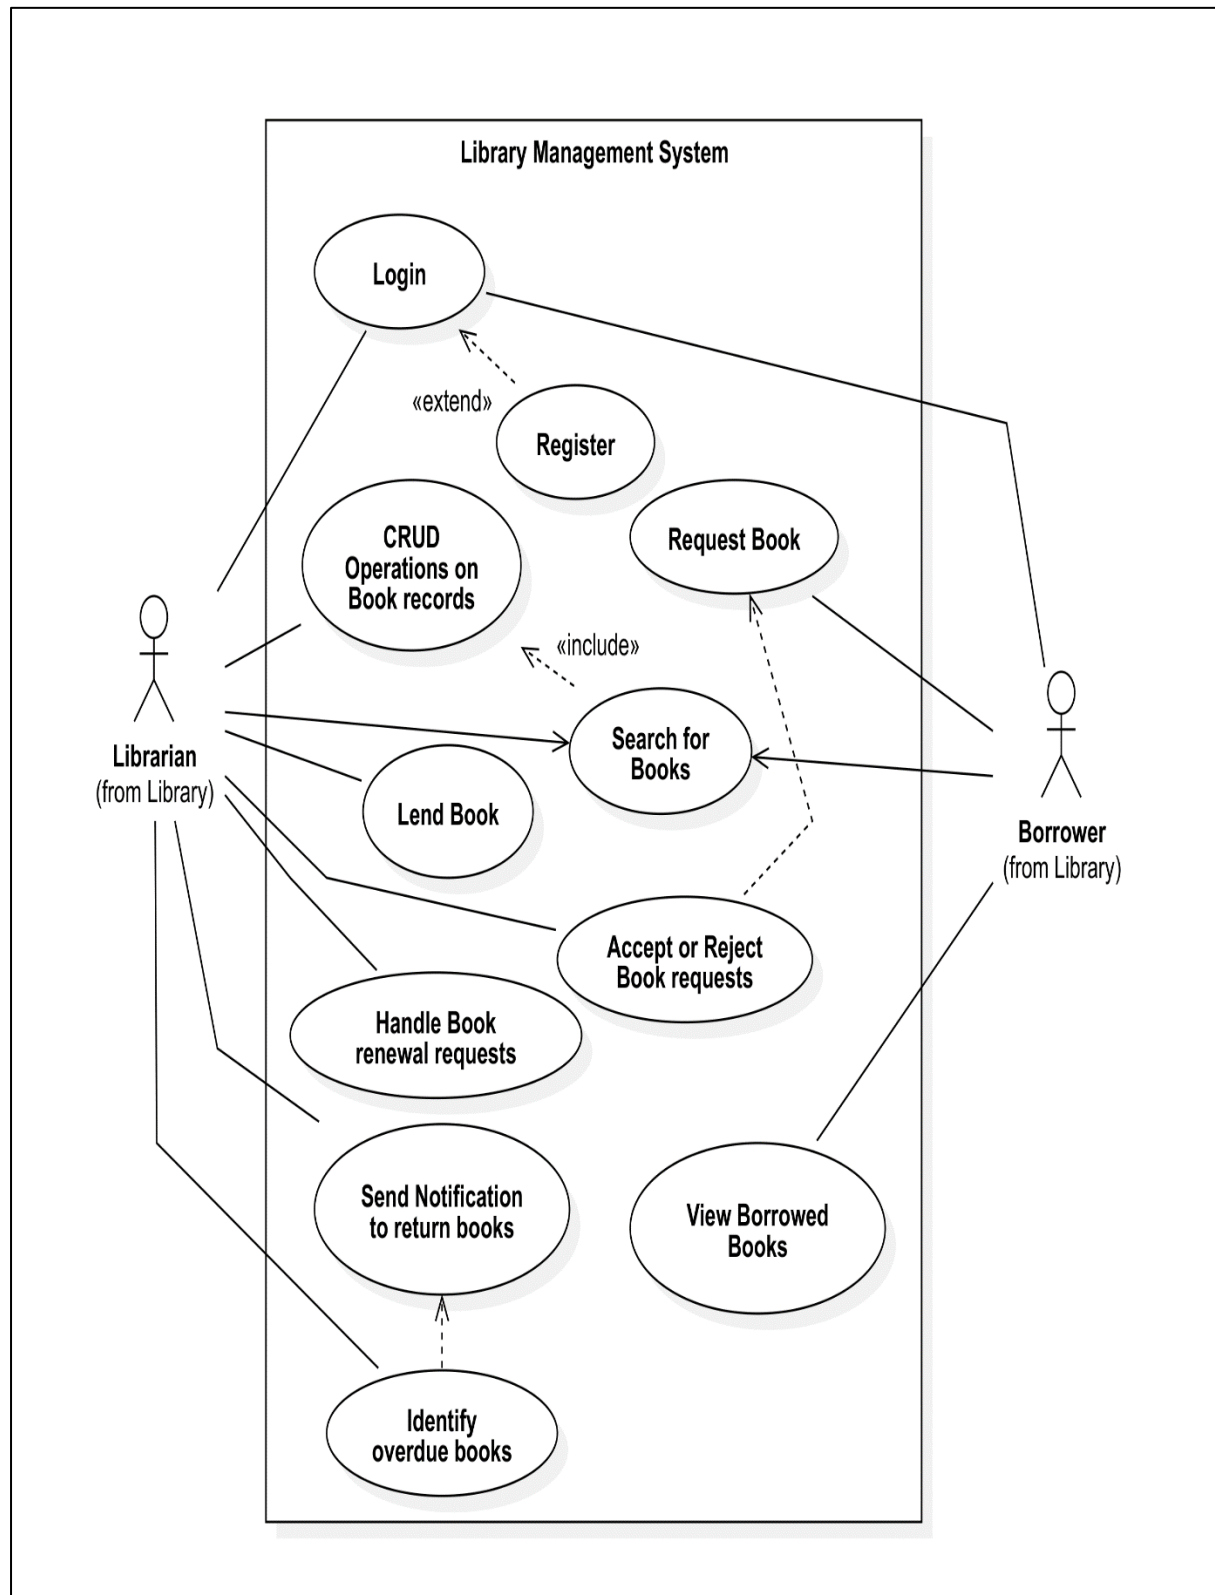 Library Management System
Login
«extend»
Register
CRUD
Operations on
Book records
Request Book
«include»
Search for
Books
Librarian
(from Library)
Lend Book
Borrower
(from Library)
Accept or Reject
Book requests
Handle Book
renewal requests
Send Notification
to return books
View Borrowed
Books
Identify
overdue books